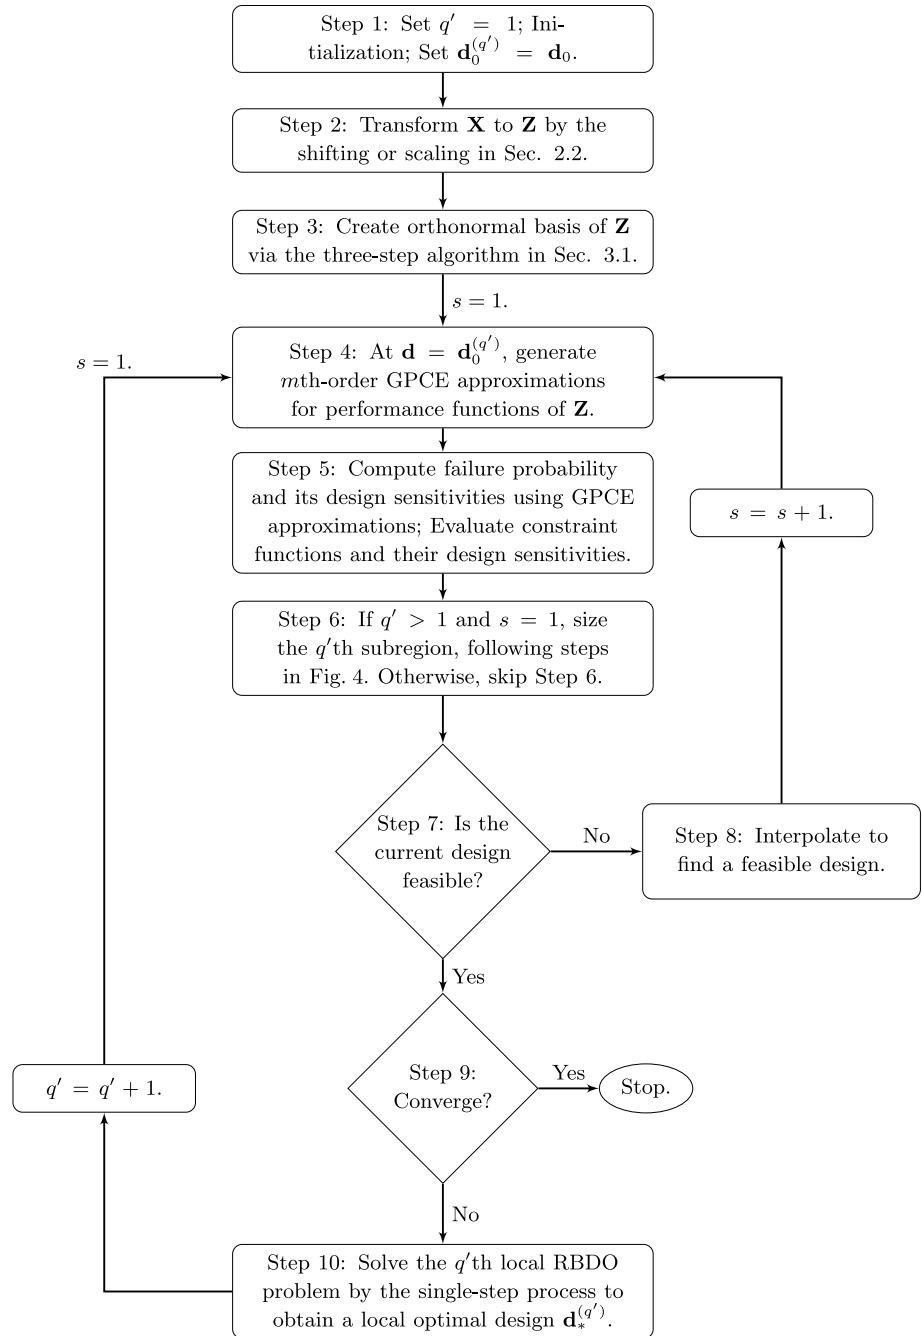 Step 1: Set q′ = 1; Ini-
tialization; Set d₀^(q′) = d₀.
Step 2: Transform X to Z by the
shifting or scaling in Sec. 2.2.
Step 3: Create orthonormal basis of Z
via the three-step algorithm in Sec. 3.1.
s = 1.
s = 1.
Step 4: At d = d₀^(q′), generate
mth-order GPCE approximations
for performance functions of Z.
Step 5: Compute failure probability
and its design sensitivities using GPCE
approximations; Evaluate constraint
functions and their design sensitivities.
s = s + 1.
Step 6: If q′ > 1 and s = 1, size
the q′th subregion, following steps
in Fig. 4. Otherwise, skip Step 6.
Step 7: Is the
current design
feasible?
No
Step 8: Interpolate to
find a feasible design.
Yes
Step 9:
Converge?
Yes
Stop.
q′ = q′ + 1.
No
Step 10: Solve the q′th local RBDO
problem by the single-step process to
obtain a local optimal design d∗^(q′).